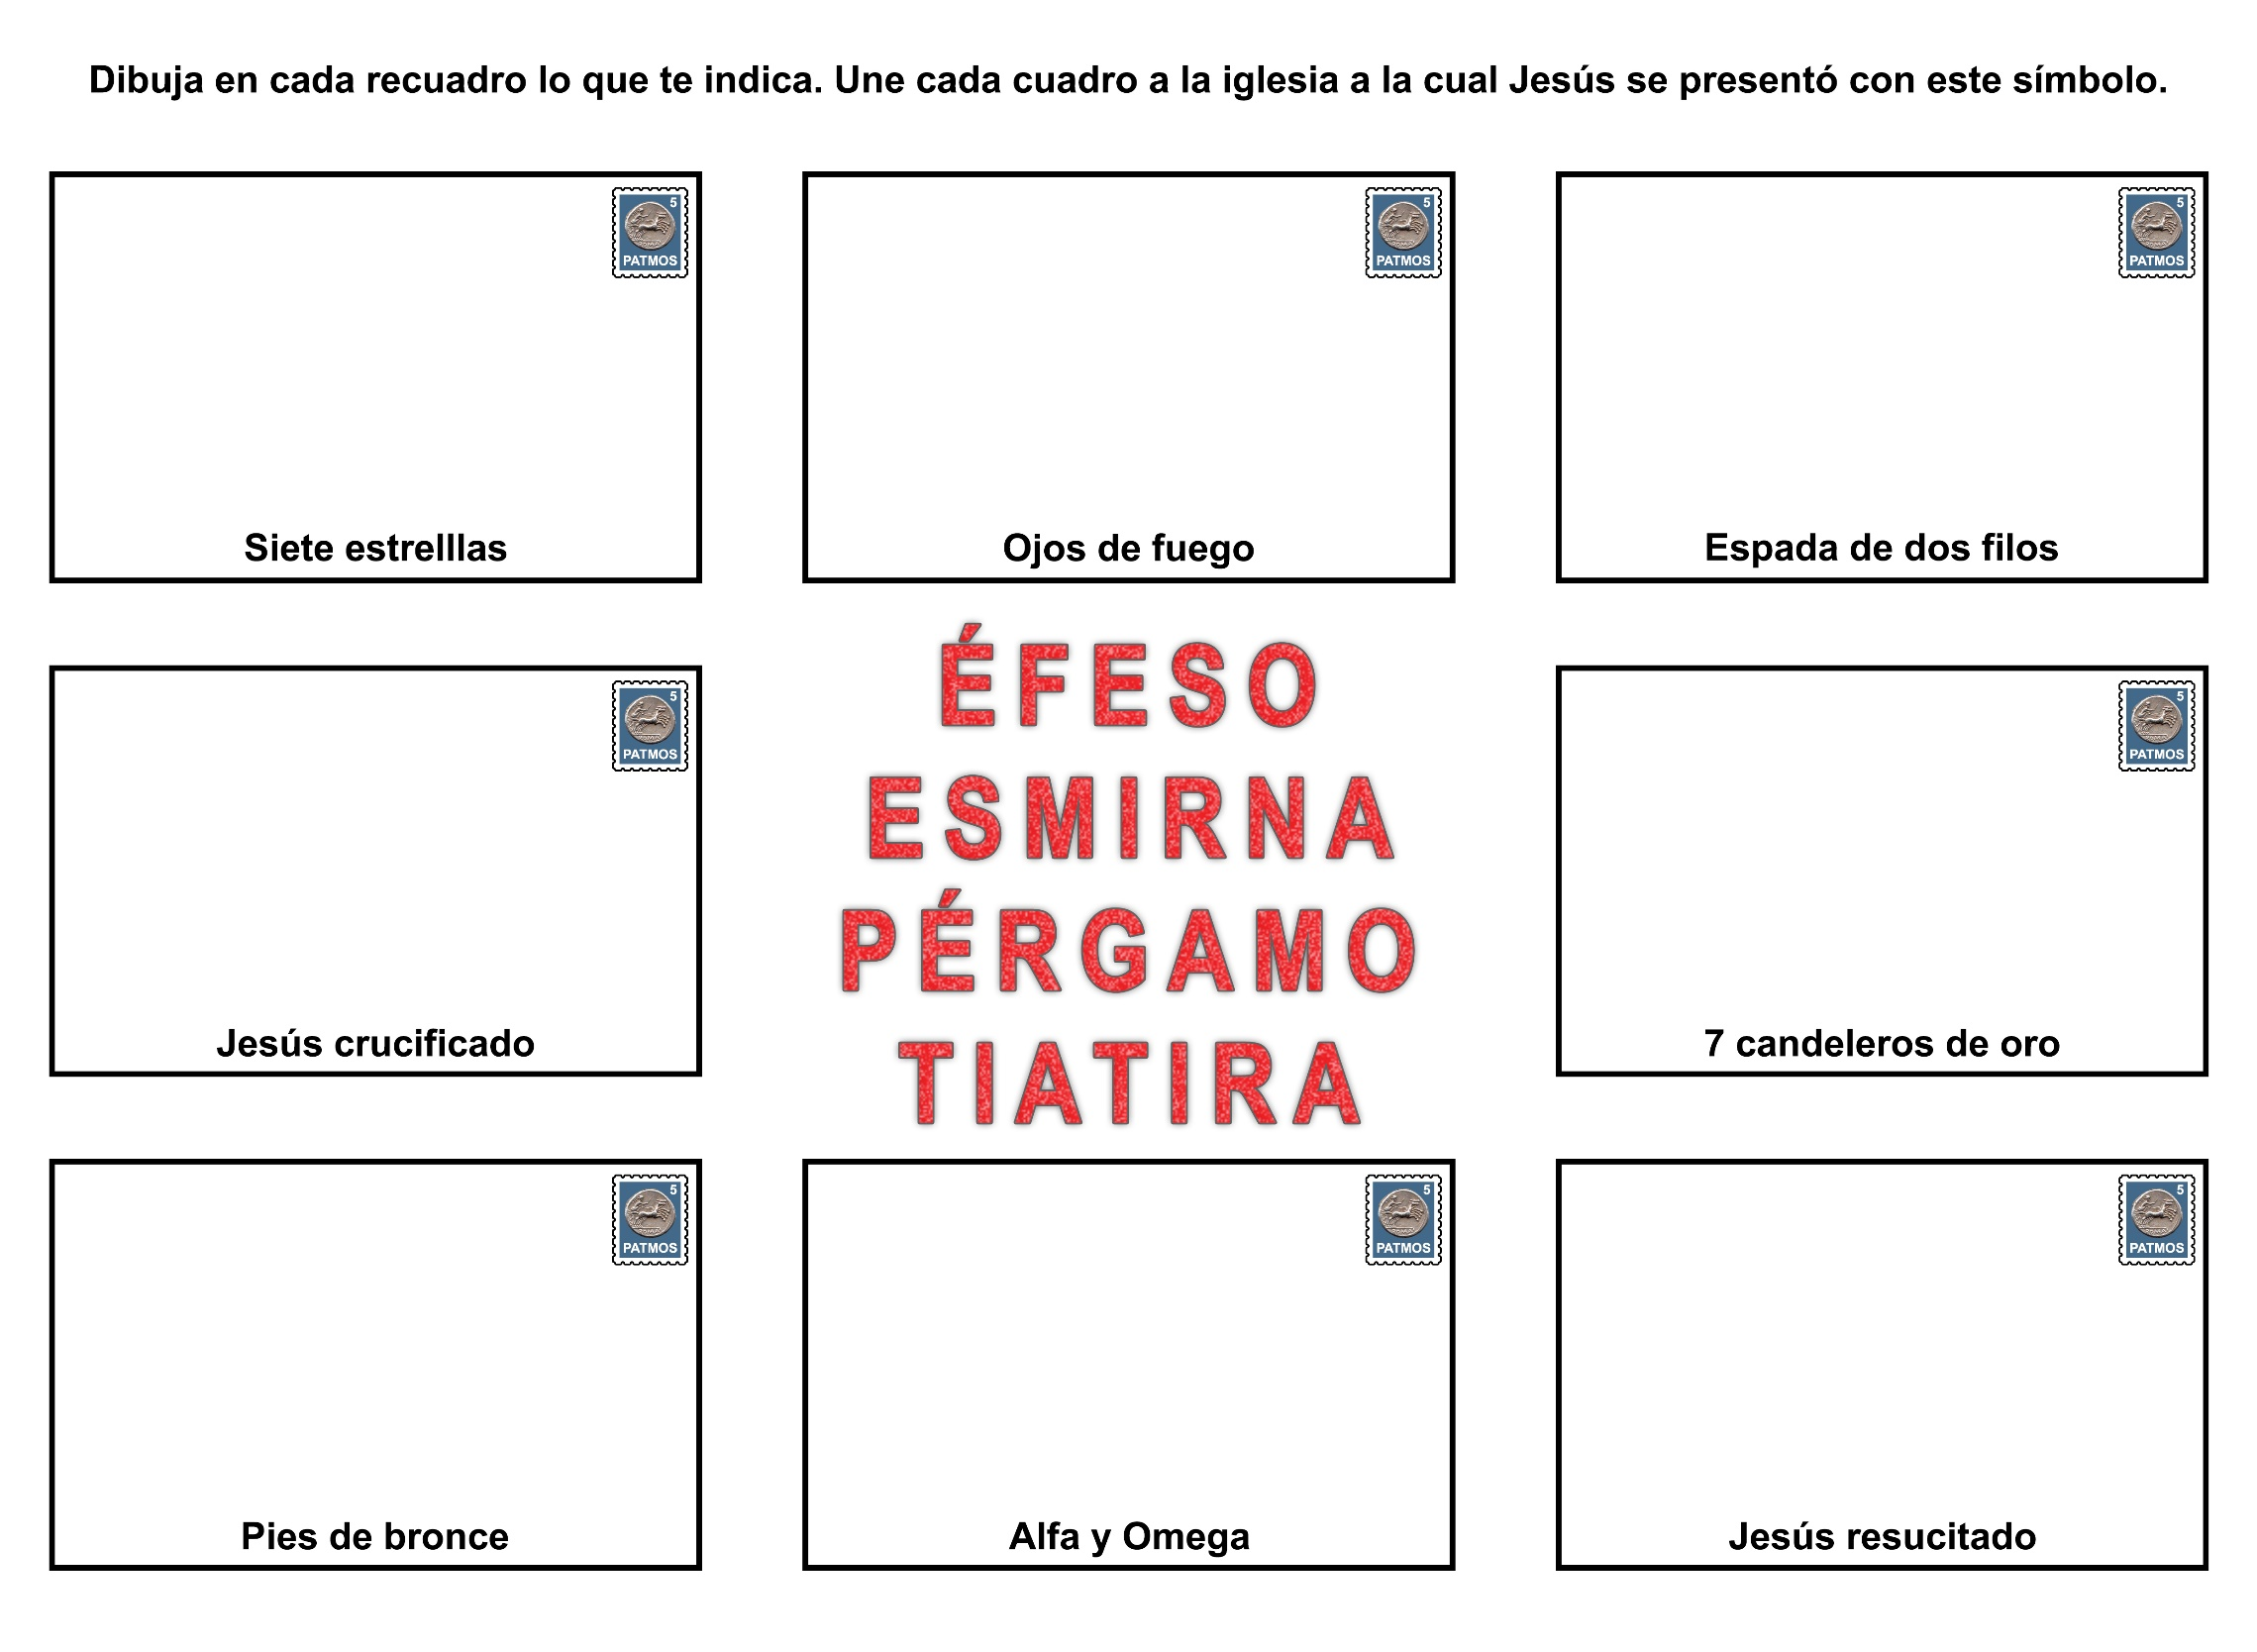 Dibuja en cada recuadro lo que te indica. Une cada cuadro a la iglesia a la cual Jesús se presentó con este símbolo.
5
PATMOS
Siete estrelllas
5
PATMOS
Ojos de fuego
5
PATMOS
Espada de dos filos
5
PATMOS
Jesús crucificado
ÉFESO
ESMIRNA
PÉRGAMO
TIATIRA
5
PATMOS
7 candeleros de oro
5
PATMOS
Pies de bronce
5
PATMOS
Alfa y Omega
5
PATMOS
Jesús resucitado